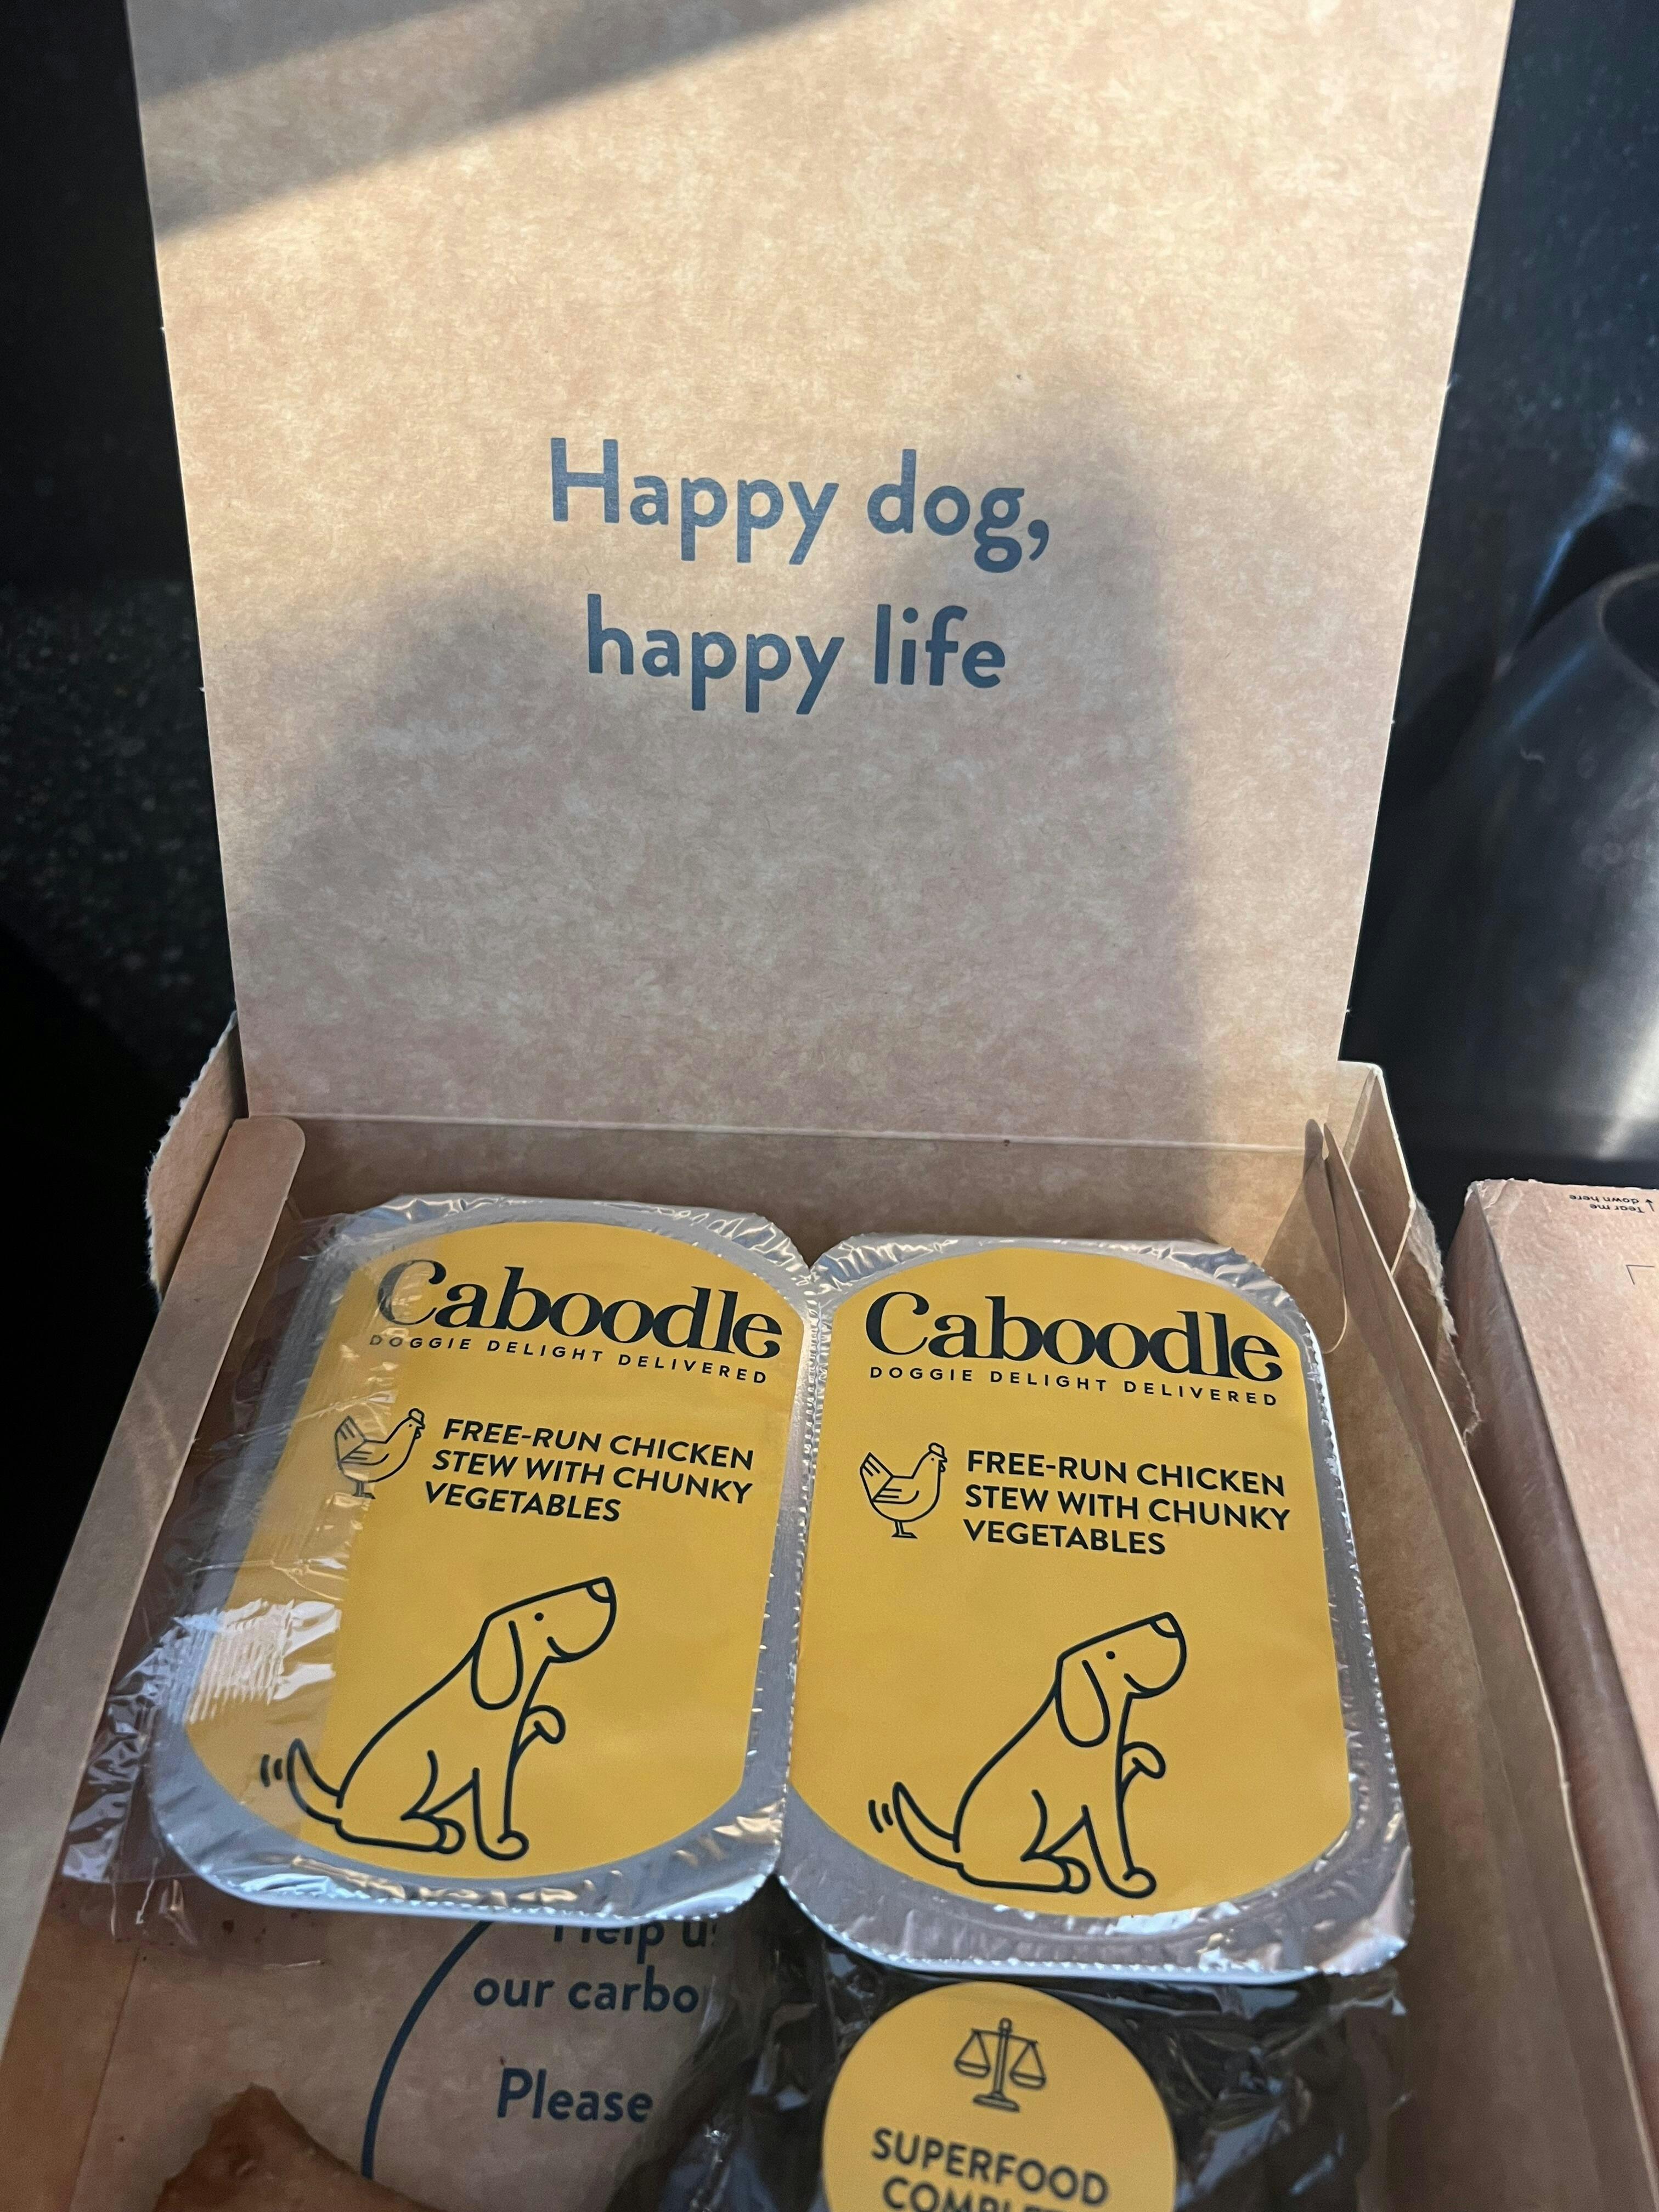 Happy dog,
happy life
Tear me
down here
Caboodle
DOGGIE DELIGHT DELIVERED
FREE-RUN CHICKEN
STEW WITH CHUNKY
VEGETABLES
Caboodle
DOGGIE DELIGHT DELIVERED
FREE-RUN CHICKEN
STEW WITH CHUNKY
VEGETABLES
Help
our
Please
SUPERFOOD